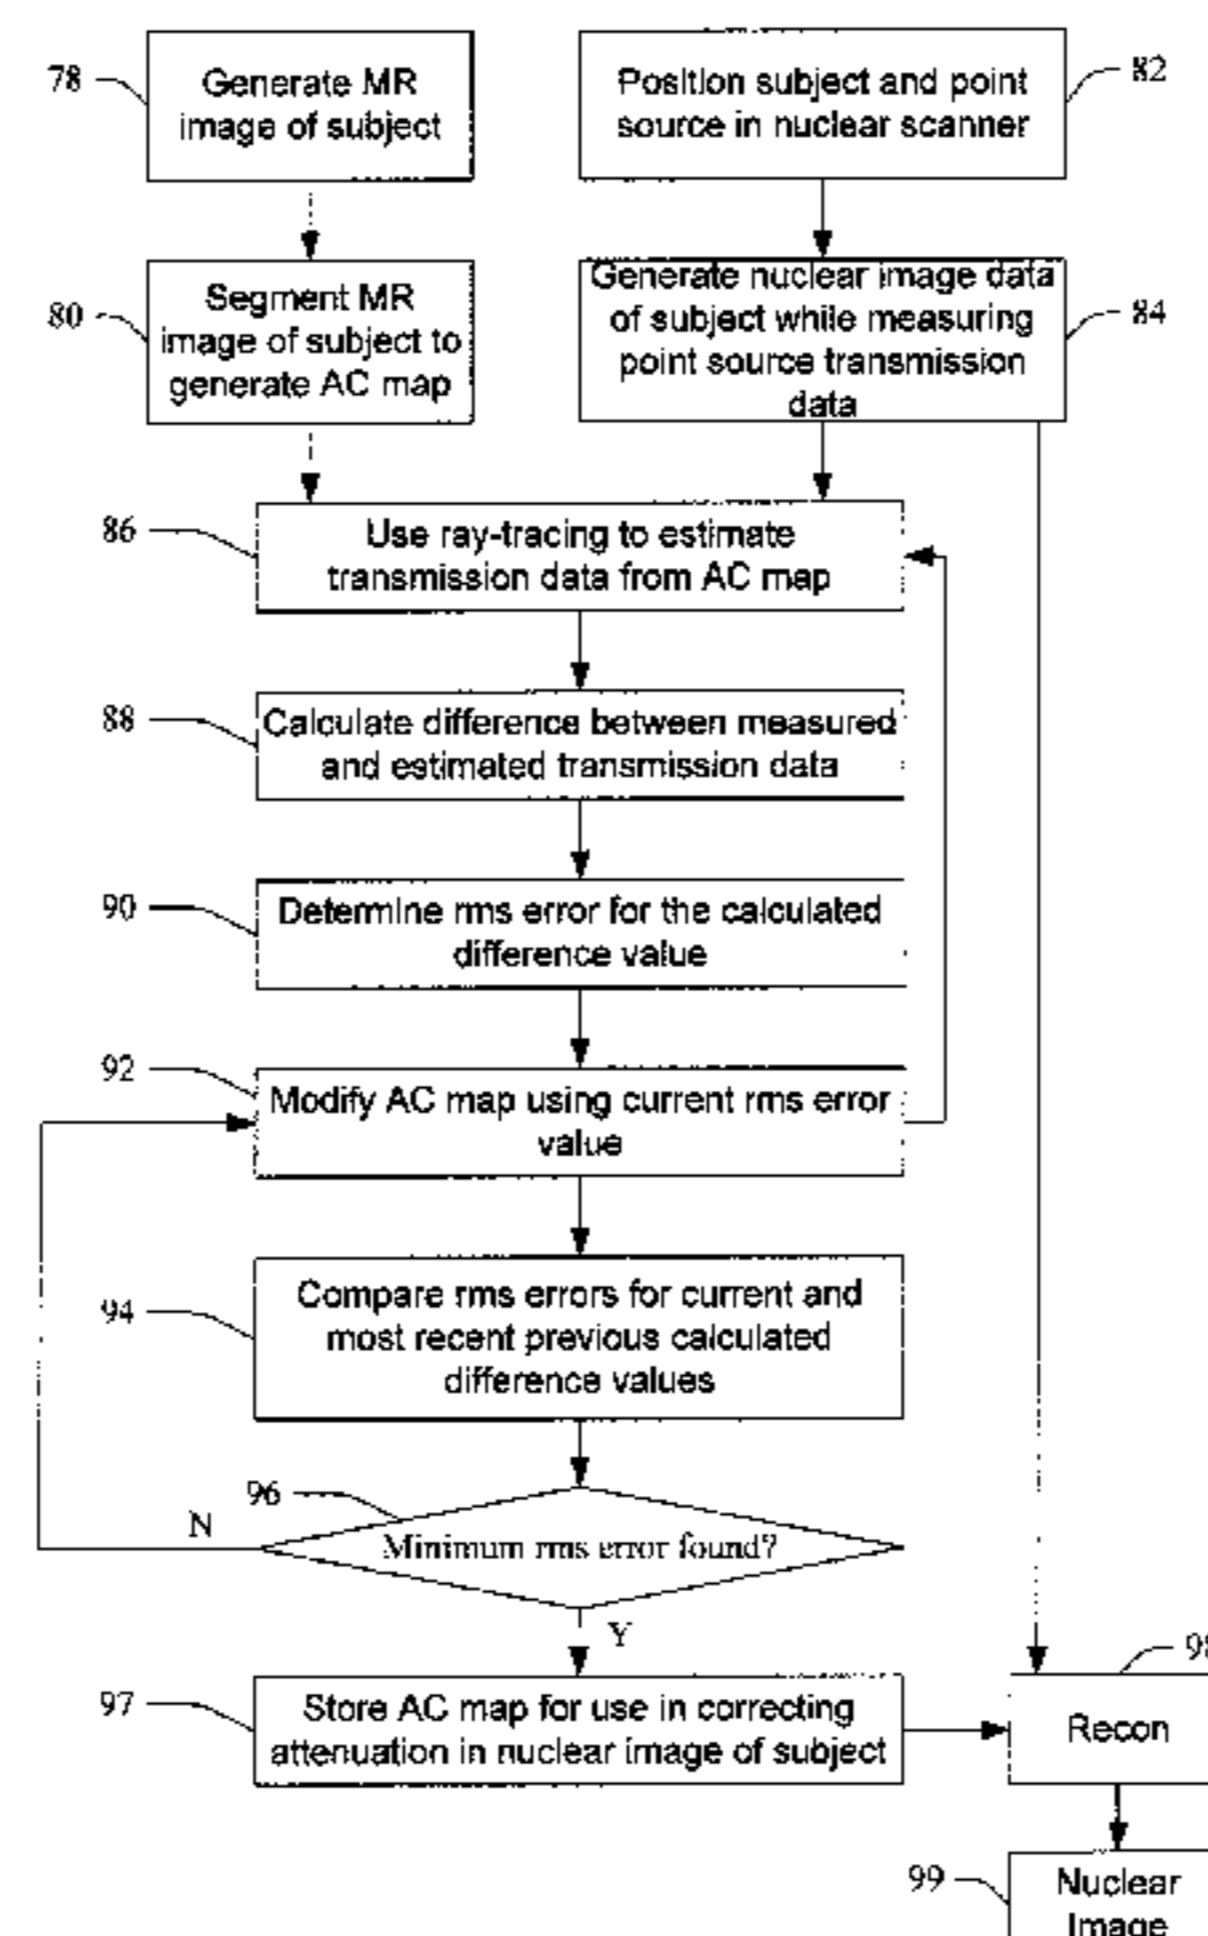 78
Generate MR
image of subject
Position subject and point
source in nuclear scanner
82
80
Segment MR
image of subject to
generate AC map
Generate nuclear image data
of subject while measuring
point source transmission
data
84
86
Use ray-tracing to estimate
transmission data from AC map
88
Calculate difference between measured
and estimated transmission data
90
Determine rms error for the calculated
difference value
92
Modify AC map using current rms error
value
94
Compare rms errors for current and
most recent previous calculated
difference values
96
N
Minimum rms error found?
Y
97
Store AC map for use in correcting
attenuation in nuclear image of subject
98
Recon
99
Nuclear
Image